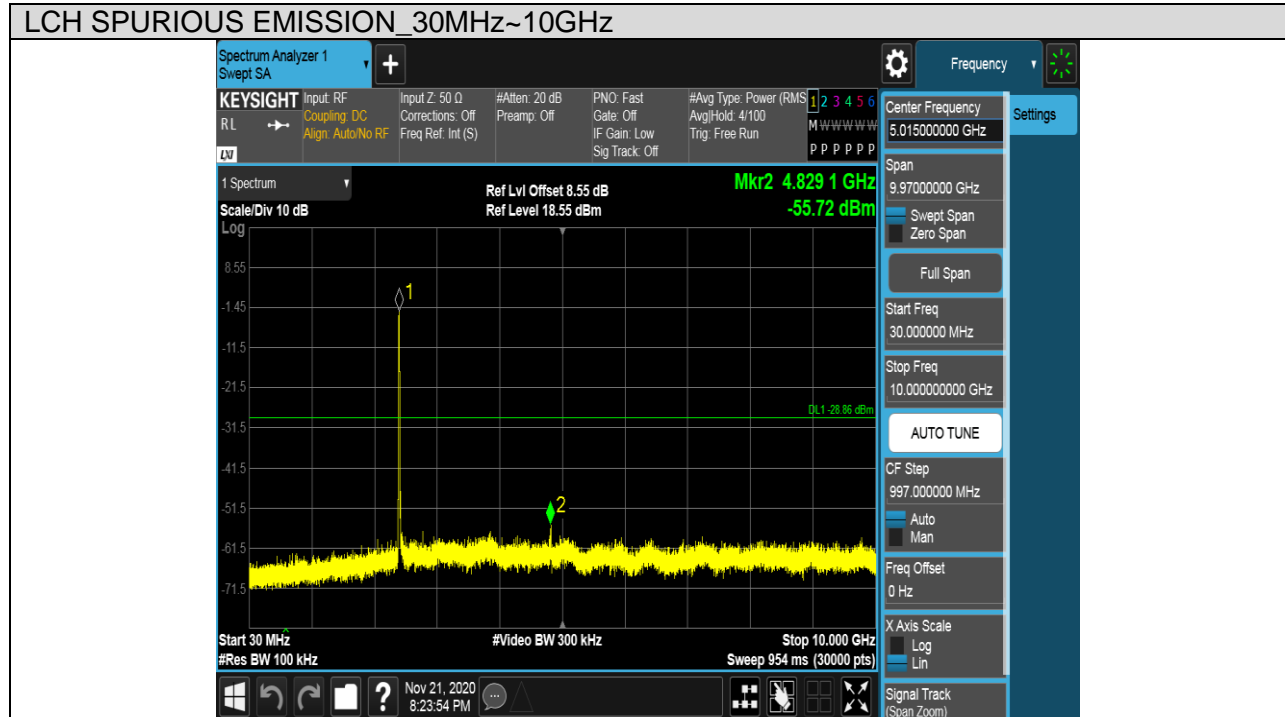 LCH SPURIOUS EMISSION_30MHz~10GHz
Spectrum Analyzer 1
Swept SA
+
Frequency
KEYSIGHT
RL
LXI
Input: RF
Coupling: DC
Align: Auto/No RF
Input Z: 50 Ω
Corrections: Off
Freq Ref: Int (S)
#Atten: 20 dB
Preamp: Off
PNO: Fast
Gate: Off
IF Gain: Low
Sig Track: Off
#Avg Type: Power (RMS
Avg|Hold: 4/100
Trig: Free Run
1 2 3 4 5 6
M W W W W W
P P P P P P
1 Spectrum
Scale/Div 10 dB
Log
Ref Lvl Offset 8.55 dB
Ref Level 18.55 dBm
Mkr2 4.829 1 GHz
-55.72 dBm
8.55
-1.45
-11.5
-21.5
-31.5
-41.5
-51.5
-61.5
-71.5
1
2
DL1 -28.86 dBm
Start 30 MHz
#Res BW 100 kHz
#Video BW 300 kHz
Stop 10.000 GHz
Sweep 954 ms (30000 pts)
?
Nov 21, 2020
8:23:54 PM
Center Frequency
5.015000000 GHz
Settings
Span
9.97000000 GHz
Swept Span
Zero Span
Full Span
Start Freq
30.000000 MHz
Stop Freq
10.000000000 GHz
AUTO TUNE
CF Step
997.000000 MHz
Auto
Man
Freq Offset
0 Hz
X Axis Scale
Log
Lin
Signal Track
(Span Zoom)